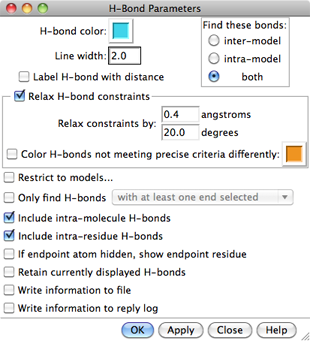 H-Bond Parameters
H-bond color:
Line width: 2.0
Label H-bond with distance
Find these bonds:
inter-model
intra-model
both
Relax H-bond constraints
Relax constraints by: 0.4 angstroms
20.0 degrees
Color H-bonds not meeting precise criteria differently:
Restrict to models...
Only find H-bonds with at least one end selected
Include intra-molecule H-bonds
Include intra-residue H-bonds
If endpoint atom hidden, show endpoint residue
Retain currently displayed H-bonds
Write information to file
Write information to reply log
OK Apply Close Help